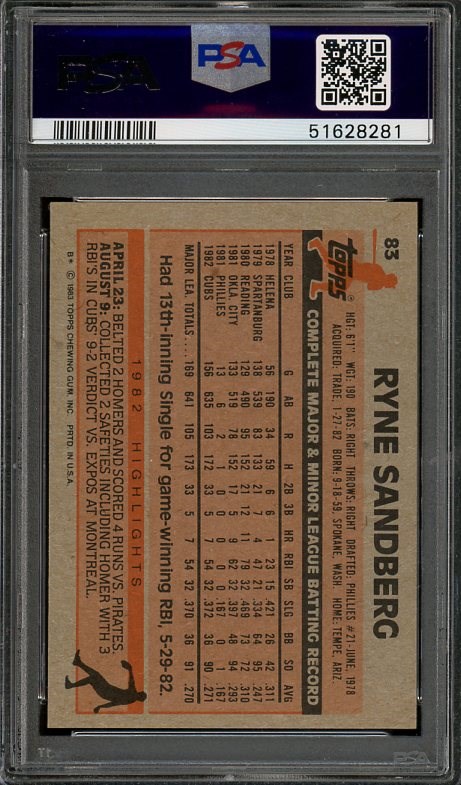 PSA
PSA
51628281
83
topps®
RYNE SANDBERG
HGT: 6'1" WGT: 190 BATS: RIGHT THROWS: RIGHT DRAFTED: PHILLIES #21-JUNE, 1978
ACQUIRED: TRADE, 1-27-82 BORN: 9-18-59, SPOKANE, WASH HOME: TEMPE, ARIZ.
COMPLETE MAJOR & MINOR LEAGUE BATTING RECORD
YEAR CLUB G AB R H 2B 3B HR RBI SB SLG BB SO AVG
1978 HELENA 56 190 34 59 6 6 1 23 15 .421 26 42 .311
1979 SPARTANBURG 138 539 83 133 21 7 4 47 21 .334 64 95 .247
1980 READING 129 490 95 152 21 12 11 79 32 .469 73 72 .310
1981 OKLA. CITY 133 519 78 152 17 5 9 62 32 .397 48 94 .293
1981 PHILLIES 13 6 2 1 0 0 0 0 0 .167 0 1 .167
1982 CUBS 156 635 103 172 33 5 7 54 32 .372 36 90 .271
MAJOR LEA. TOTALS.... 169 641 105 173 33 5 7 54 32 .370 36 91 .270
Had 13th-inning Single for game-winning RBI, 5-29-82.
1982 HIGHLIGHTS
APRIL 23: BELTED 2 HOMERS AND SCORED 4 RUNS VS. PIRATES.
AUGUST 9: COLLECTED 2 SAFETIES INCLUDING HOMER WITH 3
RBI'S IN CUBS' 9-2 VERDICT VS. EXPOS AT MONTREAL.
B* © 1983 TOPPS CHEWING GUM, INC. PRTD. IN U.S.A.
PSA